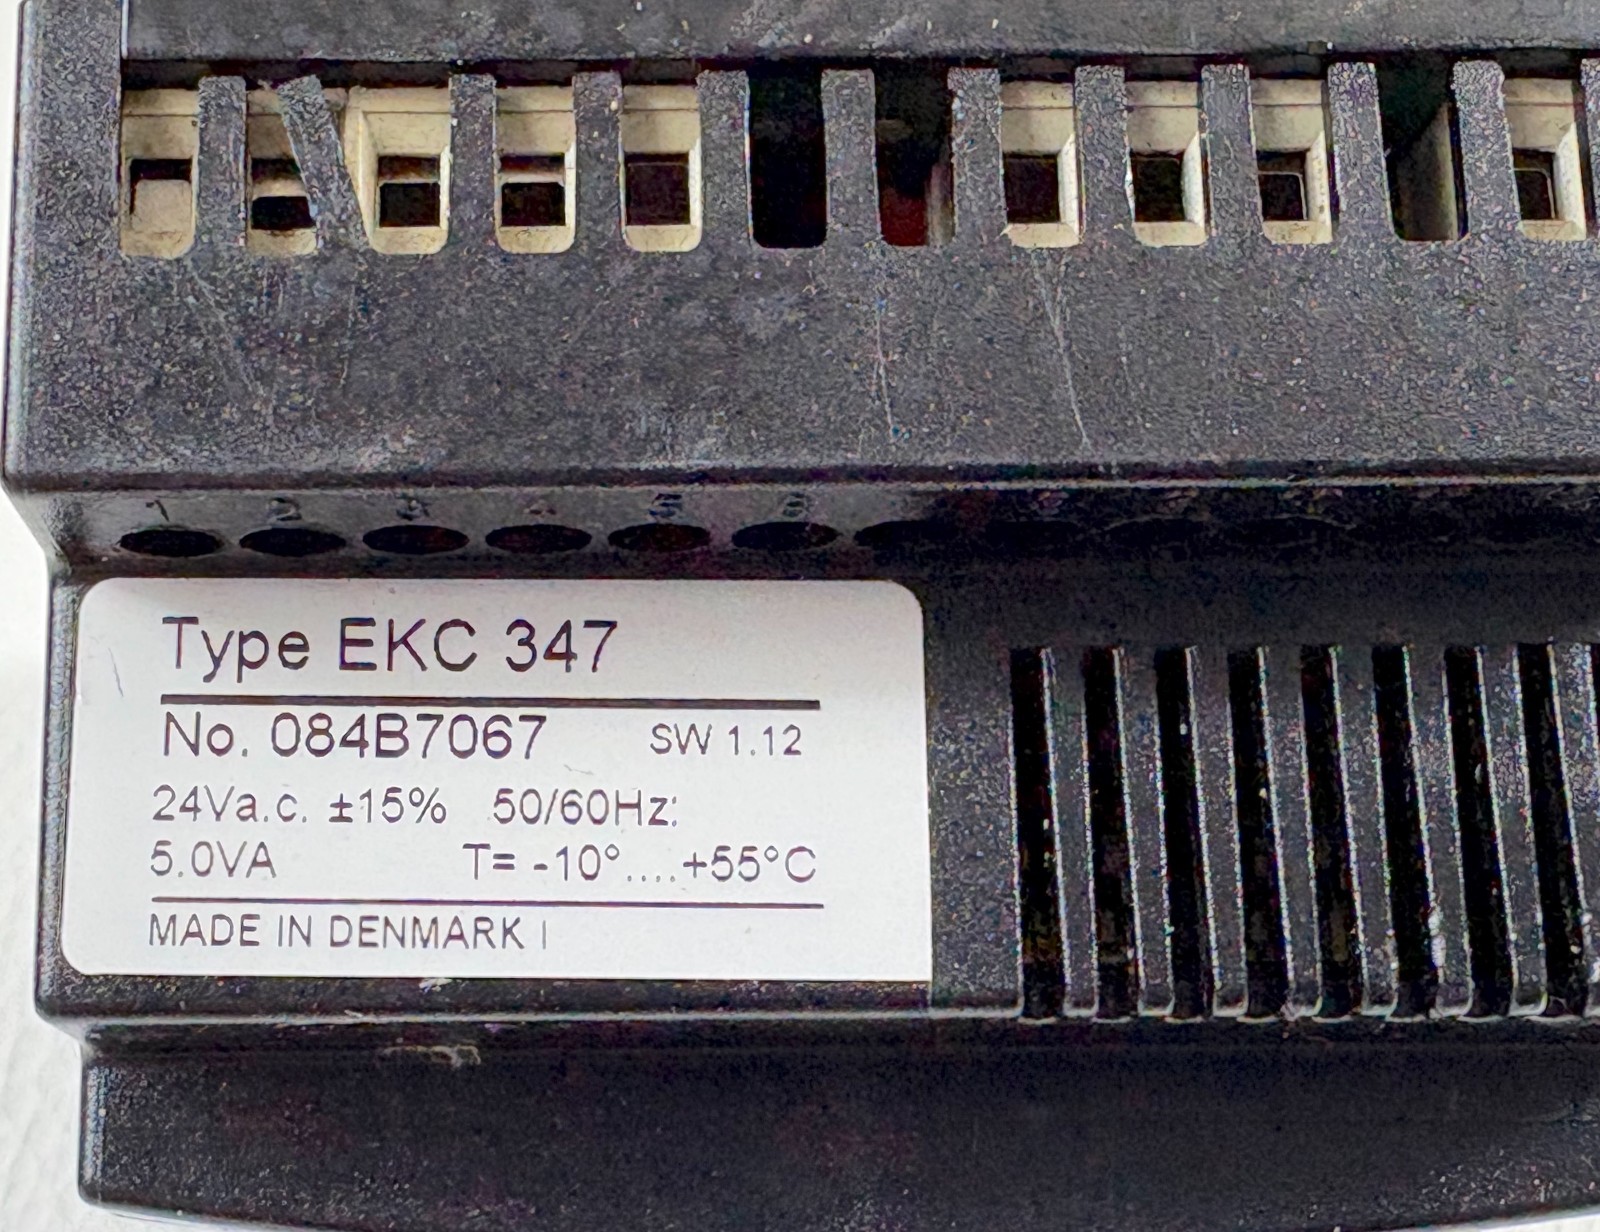 1 2 3 4 5 6
Type EKC 347
No. 084B7067 SW 1.12
24Va.c. ±15% 50/60Hz:
5.0VA T= -10°....+55°C
MADE IN DENMARK I